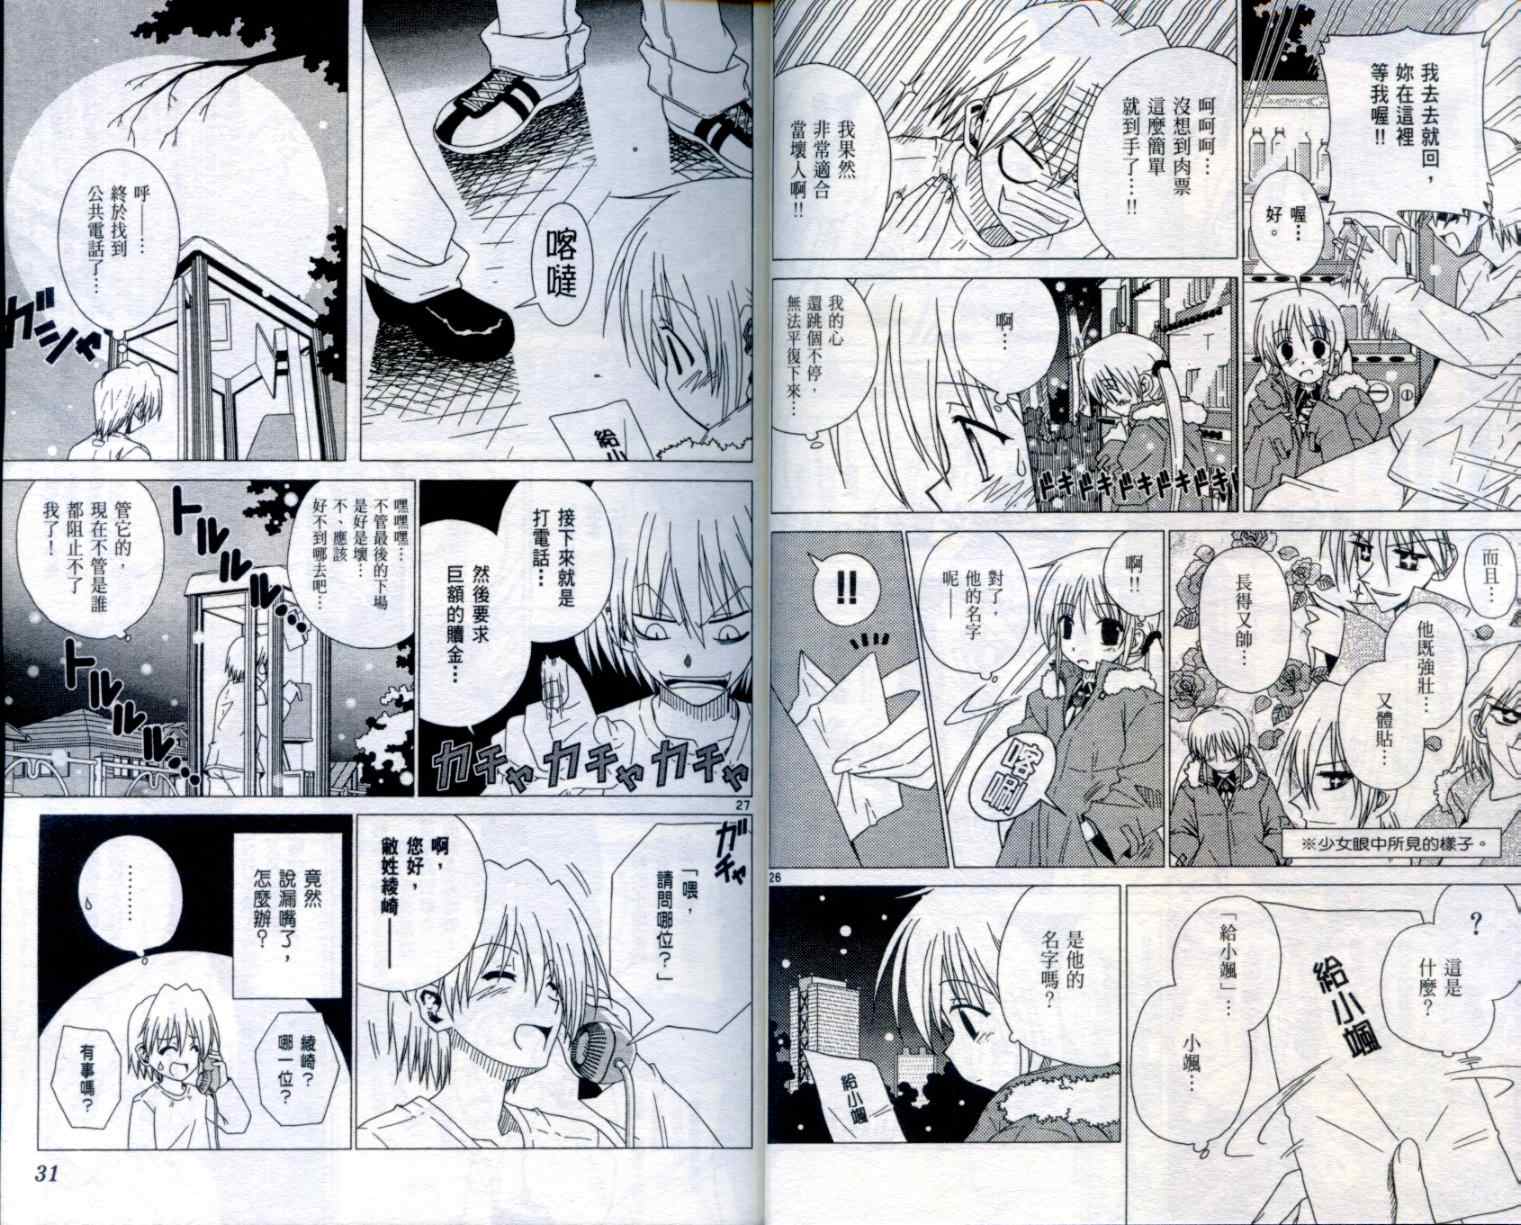 我去去就回，
妳在這裡
等我喔!!
喔…
好。
呵呵呵…
沒想到肉票
這麼簡單
就到手了…!!
我果然
非常適合
當壞人啊!!
ドキドキドキドキドキ
啊…
我的心
還跳個不停，
無法平復下來…
而且…
他既強壯…
又體貼…
長得又帥…
※少女眼中所見的樣子。
啊!!
對了，
他的名字
呢——
喀唰
!!
?
這是
什麼？
給小颯
「給小颯」…
小颯…
是他的
名字嗎？
給小颯
26
喀噠
給小
呼——…
終於找到
公共電話了…
ガシャ
接下來就是
打電話…
然後要求
巨額的贖金…
ガチャガチャガチャ
嘿嘿嘿…
不管最後的下場
是好是壞…
不、應該
好不到哪去吧…
トルルル…
管它的，
現在不管是誰
都阻止不了
我了！
トルルルル…
27
ガチャ
「喂，
請問哪位？」
啊，
您好，
敝姓綾崎——
竟然
說漏嘴了，
怎麼辦？
………
綾崎？
哪一位？
有事嗎？
31